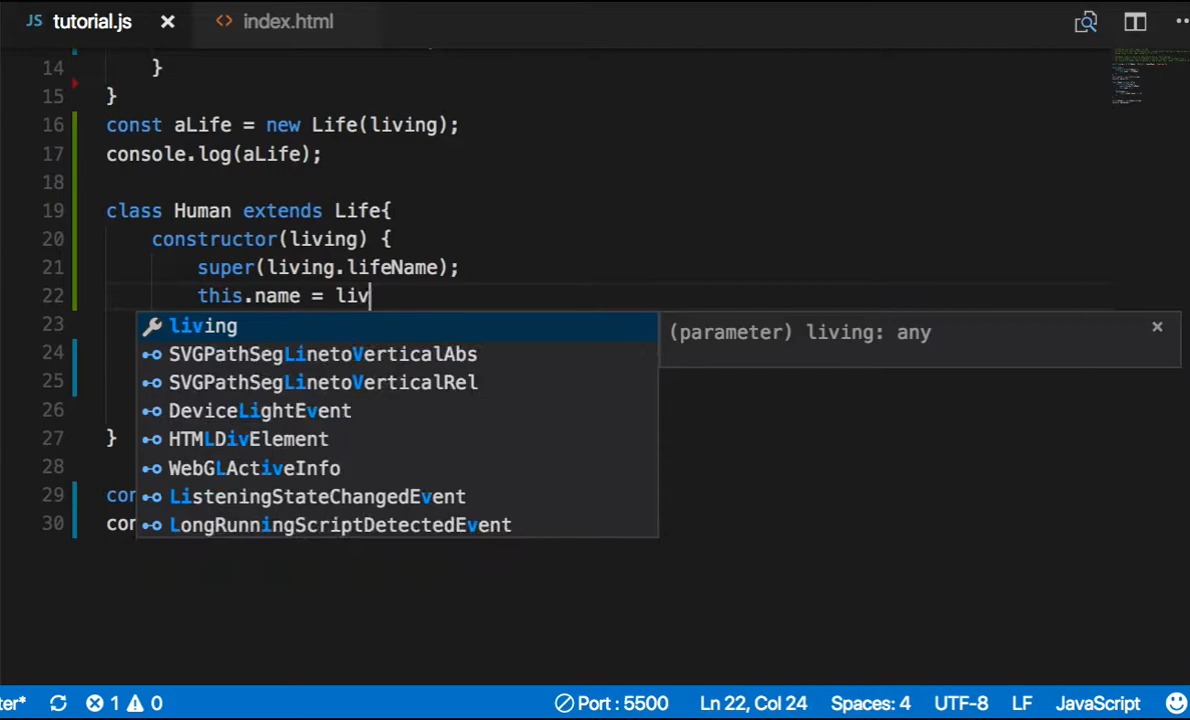 JS tutorial.js × <> index.html
14 }
15 }
16 const aLife = new Life(living);
17 console.log(aLife);
18
19 class Human extends Life{
20 constructor(living) {
21 super(living.lifeName);
22 this.name = liv
23 living (parameter) living: any ×
24 SVGPathSegLinetoVerticalAbs
25 SVGPathSegLinetoVerticalRel
26 DeviceLightEvent
27 } HTMLDivElement
28 WebGLActiveInfo
29 con ListeningStateChangedEvent
30 con LongRunningScriptDetectedEvent
ter* 1 0 Port : 5500 Ln 22, Col 24 Spaces: 4 UTF-8 LF JavaScript